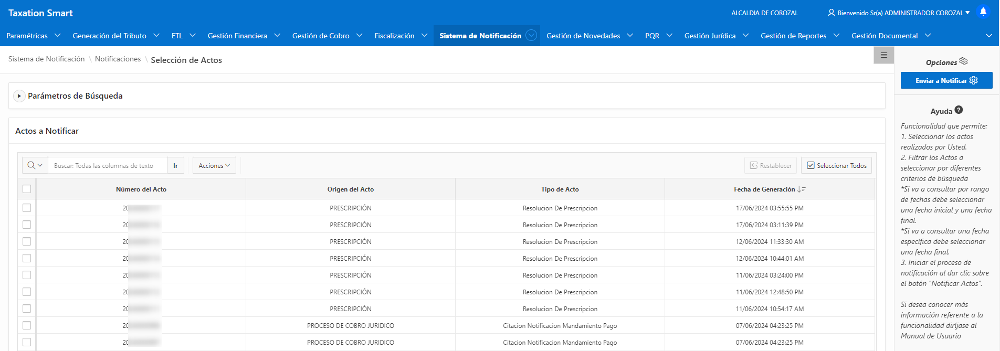 Taxation Smart
ALCALDIA DE COROZAL
Bienvenido Sr(a) ADMINISTRADOR COROZAL
Paramétricas
Generación del Tributo
ETL
Gestión Financiera
Gestión de Cobro
Fiscalización
Sistema de Notificación
Gestión de Novedades
PQR
Gestión Jurídica
Gestión de Reportes
Gestión Documental
Sistema de Notificación \ Notificaciones \ Selección de Actos
Parámetros de Búsqueda
Actos a Notificar
Buscar: Todas las columnas de texto
Ir
Acciones
Restablecer
Seleccionar Todos
Número del Acto Origen del Acto Tipo de Acto Fecha de Generación
20 PRESCRIPCIÓN Resolucion De Prescripcion 17/06/2024 03:55:55 PM
20 PRESCRIPCIÓN Resolucion De Prescripcion 17/06/2024 03:11:39 PM
20 PRESCRIPCIÓN Resolucion De Prescripcion 12/06/2024 11:33:30 AM
20 PRESCRIPCIÓN Resolucion De Prescripcion 12/06/2024 10:44:01 AM
20 PRESCRIPCIÓN Resolucion De Prescripcion 11/06/2024 03:24:00 PM
20 PRESCRIPCIÓN Resolucion De Prescripcion 11/06/2024 12:48:50 PM
20 PRESCRIPCIÓN Resolucion De Prescripcion 11/06/2024 10:54:17 AM
20 PROCESO DE COBRO JURIDICO Citacion Notificacion Mandamiento Pago 07/06/2024 04:23:25 PM
20 PROCESO DE COBRO JURIDICO Citacion Notificacion Mandamiento Pago 07/06/2024 04:23:25 PM
Opciones
Enviar a Notificar
Ayuda
Funcionalidad que permite:
1. Seleccionar los actos
realizados por Usted.
2. Filtrar los Actos a
seleccionar por diferentes
criterios de búsqueda
*Si va a consultar por rango
de fechas debe seleccionar
una fecha inicial y una fecha
final.
*Si va a consultar una fecha
específica debe seleccionar
una fecha final.
3. Iniciar el proceso de
notificación al dar clic sobre
el botón "Notificar Actos".
Si desea conocer más
información referente a la
funcionalidad diríjase al
Manual de Usuario